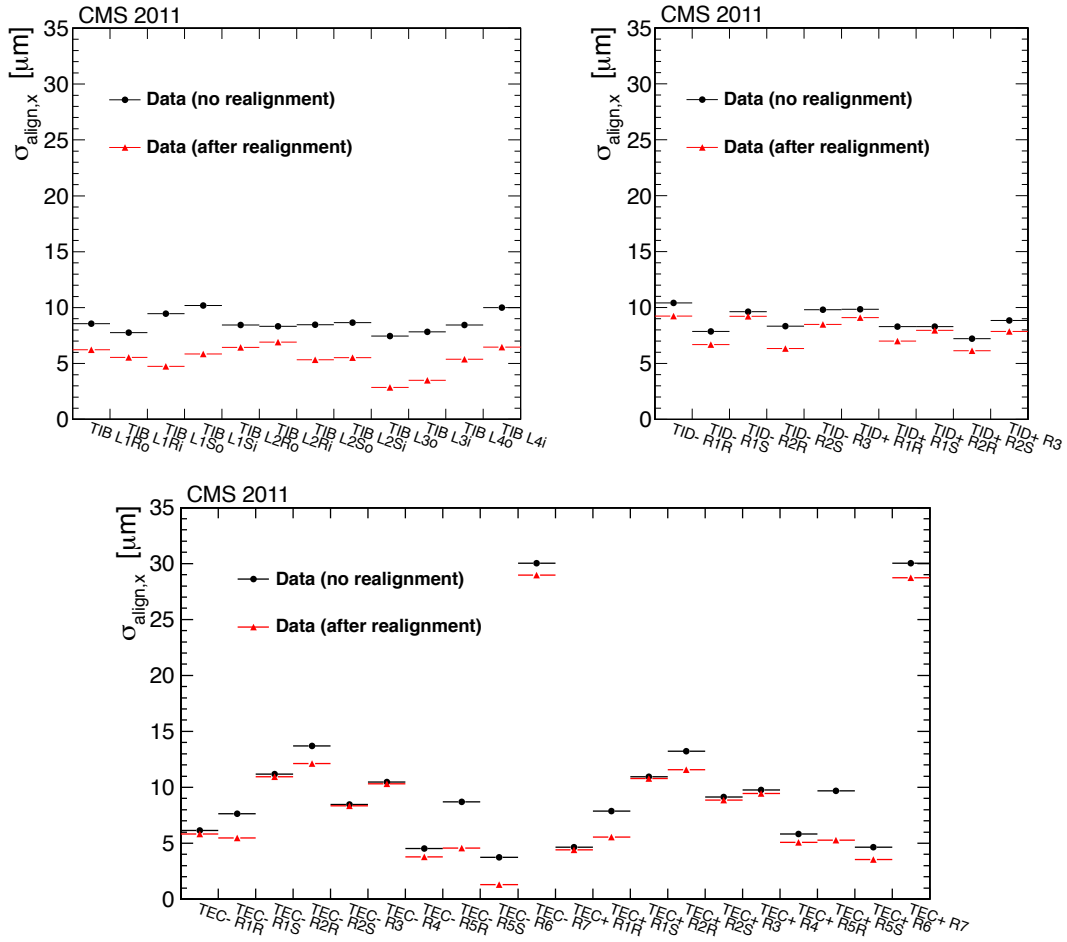 CMS 2011
σalign,x [μm]
35
30
25
20
15
10
5
0
Data (no realignment)
Data (after realignment)
TIB L1Ro
TIB L1Ri
TIB L1So
TIB L1Si
TIB L2Ro
TIB L2Ri
TIB L2So
TIB L2Si
TIB L3o
TIB L3i
TIB L4o
TIB L4i
CMS 2011
σalign,x [μm]
35
30
25
20
15
10
5
0
Data (no realignment)
Data (after realignment)
TID- R1R
TID- R1S
TID- R2R
TID- R2S
TID- R3
TID+ R1R
TID+ R1S
TID+ R2R
TID+ R2S
TID+ R3
CMS 2011
σalign,x [μm]
35
30
25
20
15
10
5
0
Data (no realignment)
Data (after realignment)
TEC- R1R
TEC- R1S
TEC- R2R
TEC- R2S
TEC- R3
TEC- R4
TEC- R5R
TEC- R5S
TEC- R6
TEC- R7
TEC+ R1R
TEC+ R1S
TEC+ R2R
TEC+ R2S
TEC+ R3
TEC+ R4
TEC+ R5R
TEC+ R5S
TEC+ R6
TEC+ R7